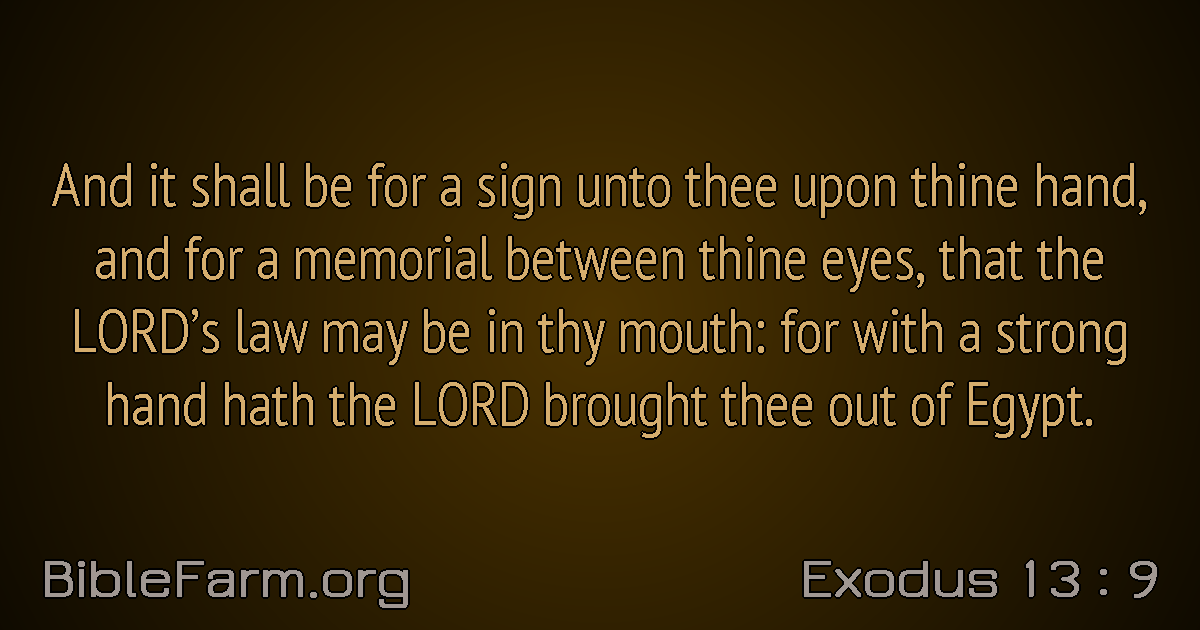 And it shall be for a sign unto thee upon thine hand,
and for a memorial between thine eyes, that the
LORD’s law may be in thy mouth: for with a strong
hand hath the LORD brought thee out of Egypt.
BibleFarm.org
Exodus 13 : 9